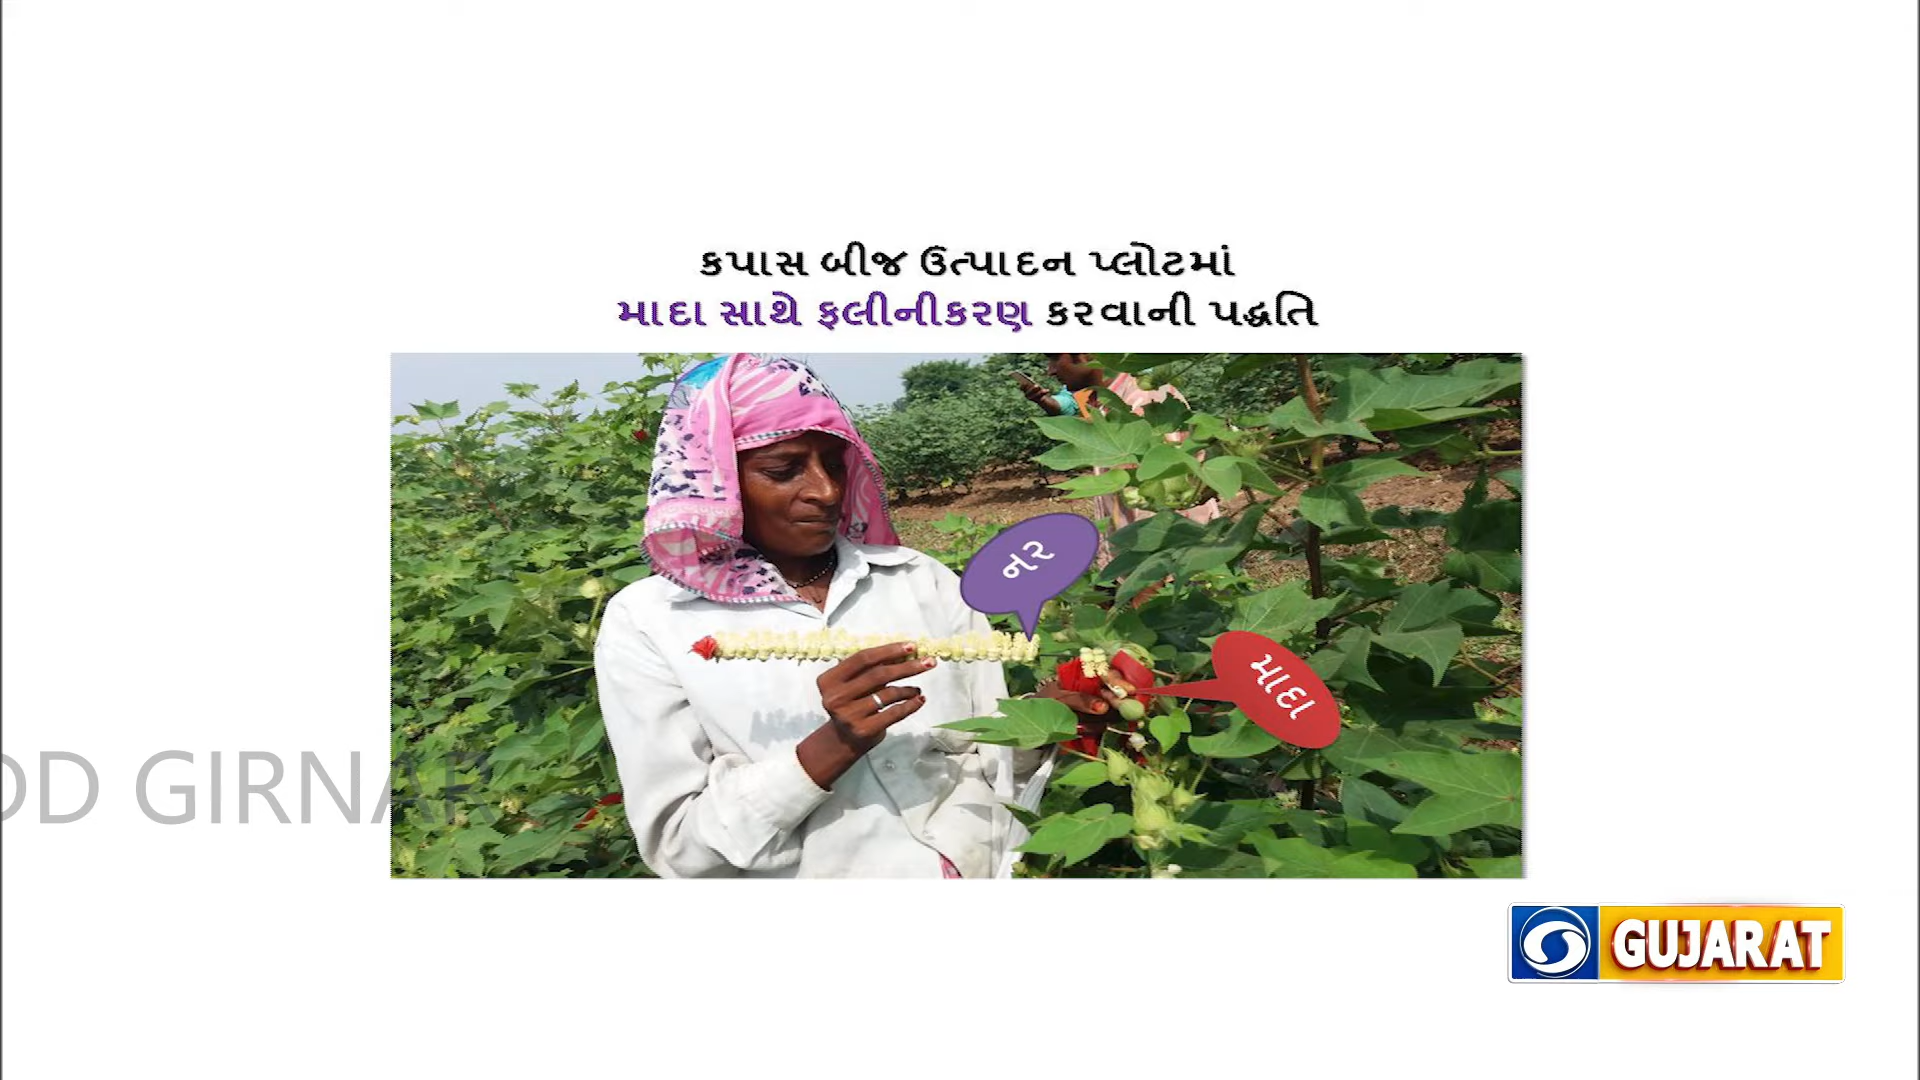 કપાસ બીજ ઉત્પાદન પ્લોટમાં
માદા સાથે ફલીનીકરણ કરવાની પદ્ધતિ
નર
માદા
DD GIRNAR
GUJARAT